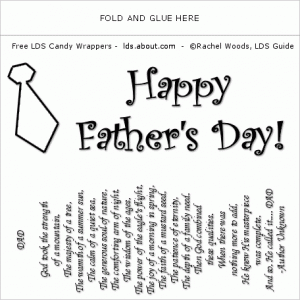 FOLD AND GLUE HERE
Free LDS Candy Wrappers - lds.about.com - ©Rachel Woods, LDS Guide
Happy
Father's Day!
DAD
God took the strength
of a mountain,
The majesty of a tree,
The warmth of a summer sun,
The calm of a quiet sea,
The generous soul of nature,
The comforting arm of night,
The wisdom of the ages,
The power of the eagle's flight,
The joy of a morning in spring,
The faith of a mustard seed,
The patience of eternity,
The depth of a family need,
Then God combined
these qualities.
When there was
nothing more to add,
He knew His masterpiece
was complete,
And so, He called it.... DAD
-Author Unknown